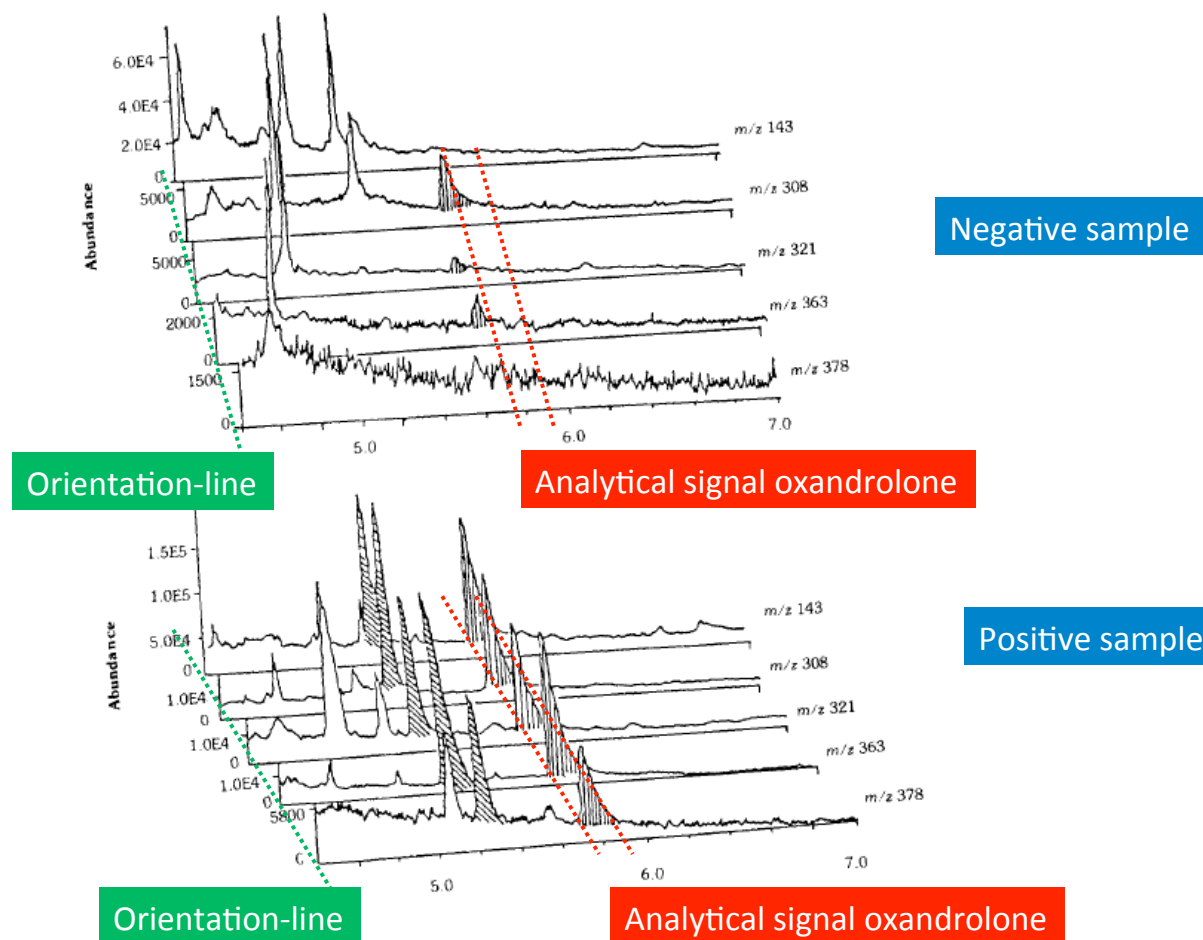 6.0E4
4.0E4
2.0E4
0
m/z 143
5000
0
m/z 308
Abundance
5000
0
m/z 321
2000
0
m/z 363
1500
0
m/z 378
5.0
6.0
7.0
Negative sample
Orientation-line
Analytical signal oxandrolone
1.5E5
1.0E5
5.0E4
0
m/z 143
1.0E4
0
m/z 308
Abundance
1.0E4
0
m/z 321
1.0E4
0
m/z 363
0
m/z 378
5.0
6.0
7.0
Positive sample
Orientation-line
Analytical signal oxandrolone